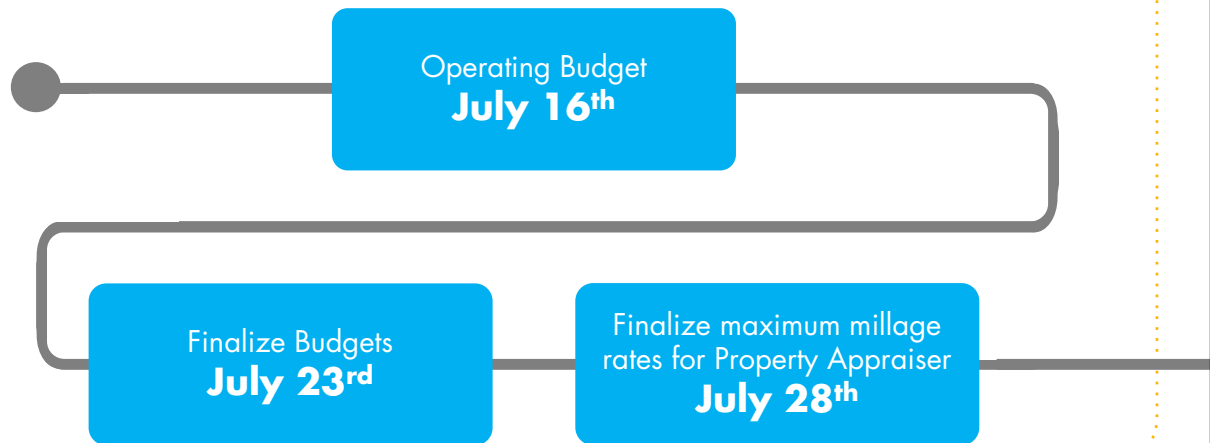 Operating Budget
July 16th
Finalize Budgets
July 23rd
Finalize maximum millage
rates for Property Appraiser
July 28th